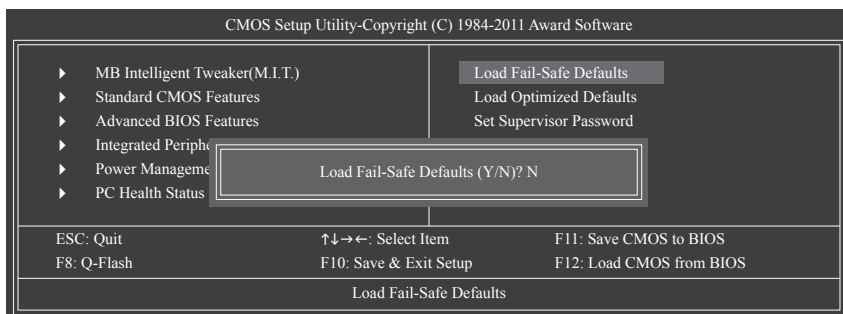 CMOS Setup Utility-Copyright (C) 1984-2011 Award Software
MB Intelligent Tweaker(M.I.T.)
Standard CMOS Features
Advanced BIOS Features
Integrated Periphe
Power Manageme
PC Health Status
Load Fail-Safe Defaults
Load Optimized Defaults
Set Supervisor Password
Load Fail-Safe Defaults (Y/N)? N
ESC: Quit ↑↓→←: Select Item F11: Save CMOS to BIOS
F8: Q-Flash F10: Save & Exit Setup F12: Load CMOS from BIOS
Load Fail-Safe Defaults